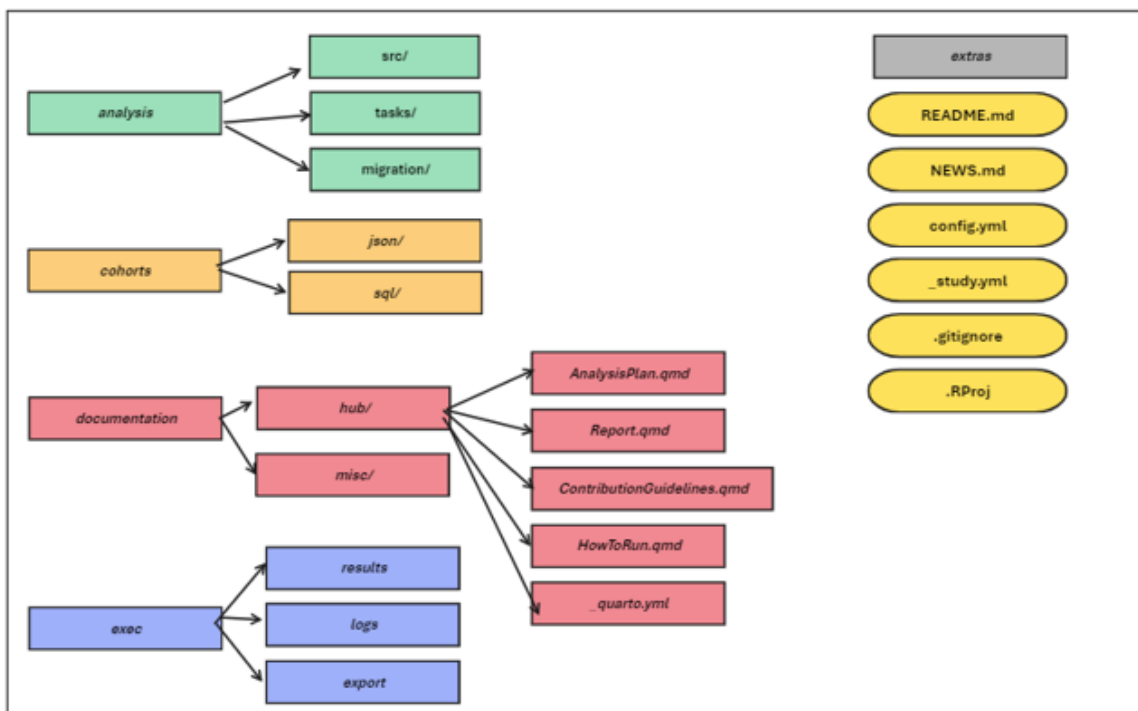 analysis
src/
tasks/
migration/
cohorts
json/
sql/
documentation
hub/
misc/
AnalysisPlan.qmd
Report.qmd
ContributionGuidelines.qmd
HowToRun.qmd
_quarto.yml
exec
results
logs
export
extras
README.md
NEWS.md
config.yml
_study.yml
.gitignore
.RProj